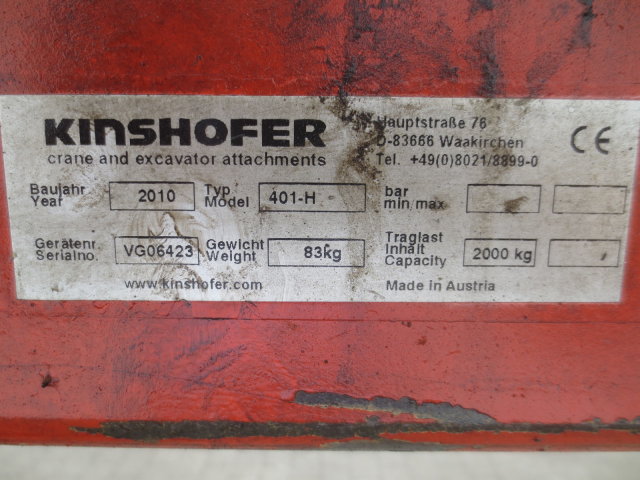 KINSHOFER
crane and excavator attachments
Hauptstraße 76
D-83666 Waakirchen
Tel. +49(0)8021/8899-0
CE
Baujahr
Year
2010
Typ
Model
401-H
bar
min/max
Gerätenr.
Serialno.
VG06423
Gewicht
Weight
83kg
Traglast
Inhalt
Capacity
2000 kg
www.kinshofer.com
Made in Austria